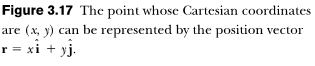 Figure 3.17 The point whose Cartesian coordinates
are (x, y) can be represented by the position vector
r = xî + yĵ.